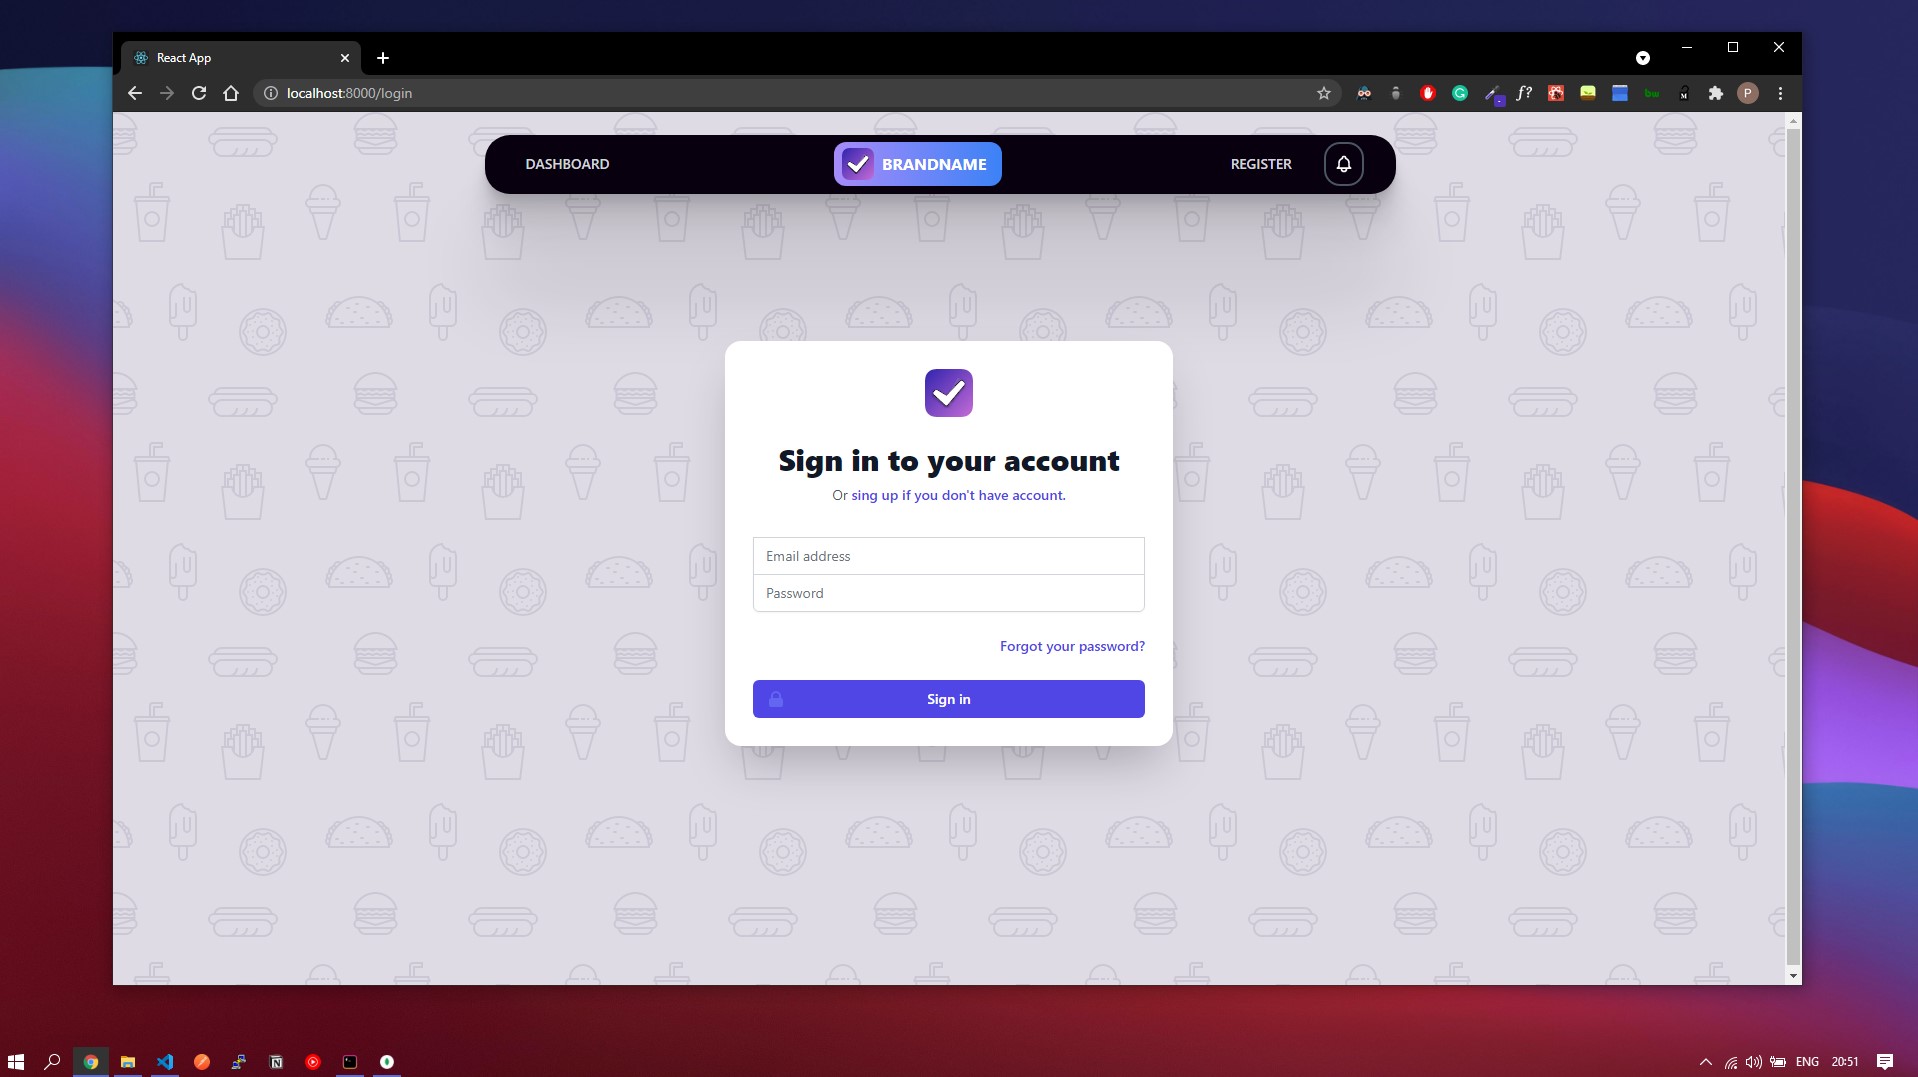 React App
localhost:8000/login
f?
bw
M
P
DASHBOARD
BRANDNAME
REGISTER
Sign in to your account
Or sing up if you don't have account.
Email address
Password
Forgot your password?
Sign in
ENG
20:51